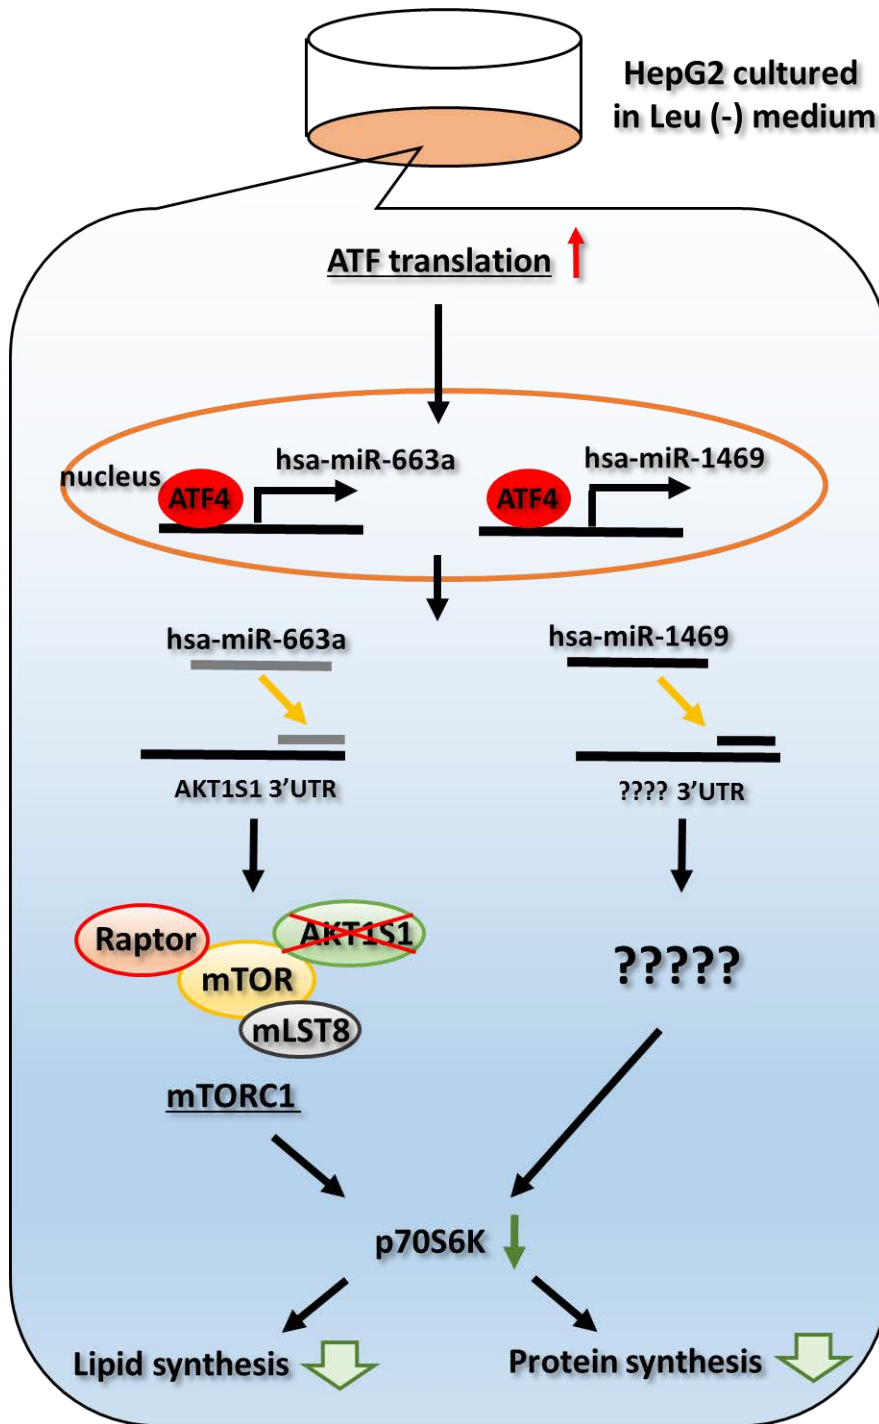 HepG2 cultured
in Leu (-) medium
ATF translation
nucleus
ATF4
hsa-miR-663a
ATF4
hsa-miR-1469
hsa-miR-663a
hsa-miR-1469
AKT1S1 3’UTR
???? 3’UTR
Raptor
AKT1S1
mTOR
mLST8
?????
mTORC1
p70S6K
Lipid synthesis
Protein synthesis